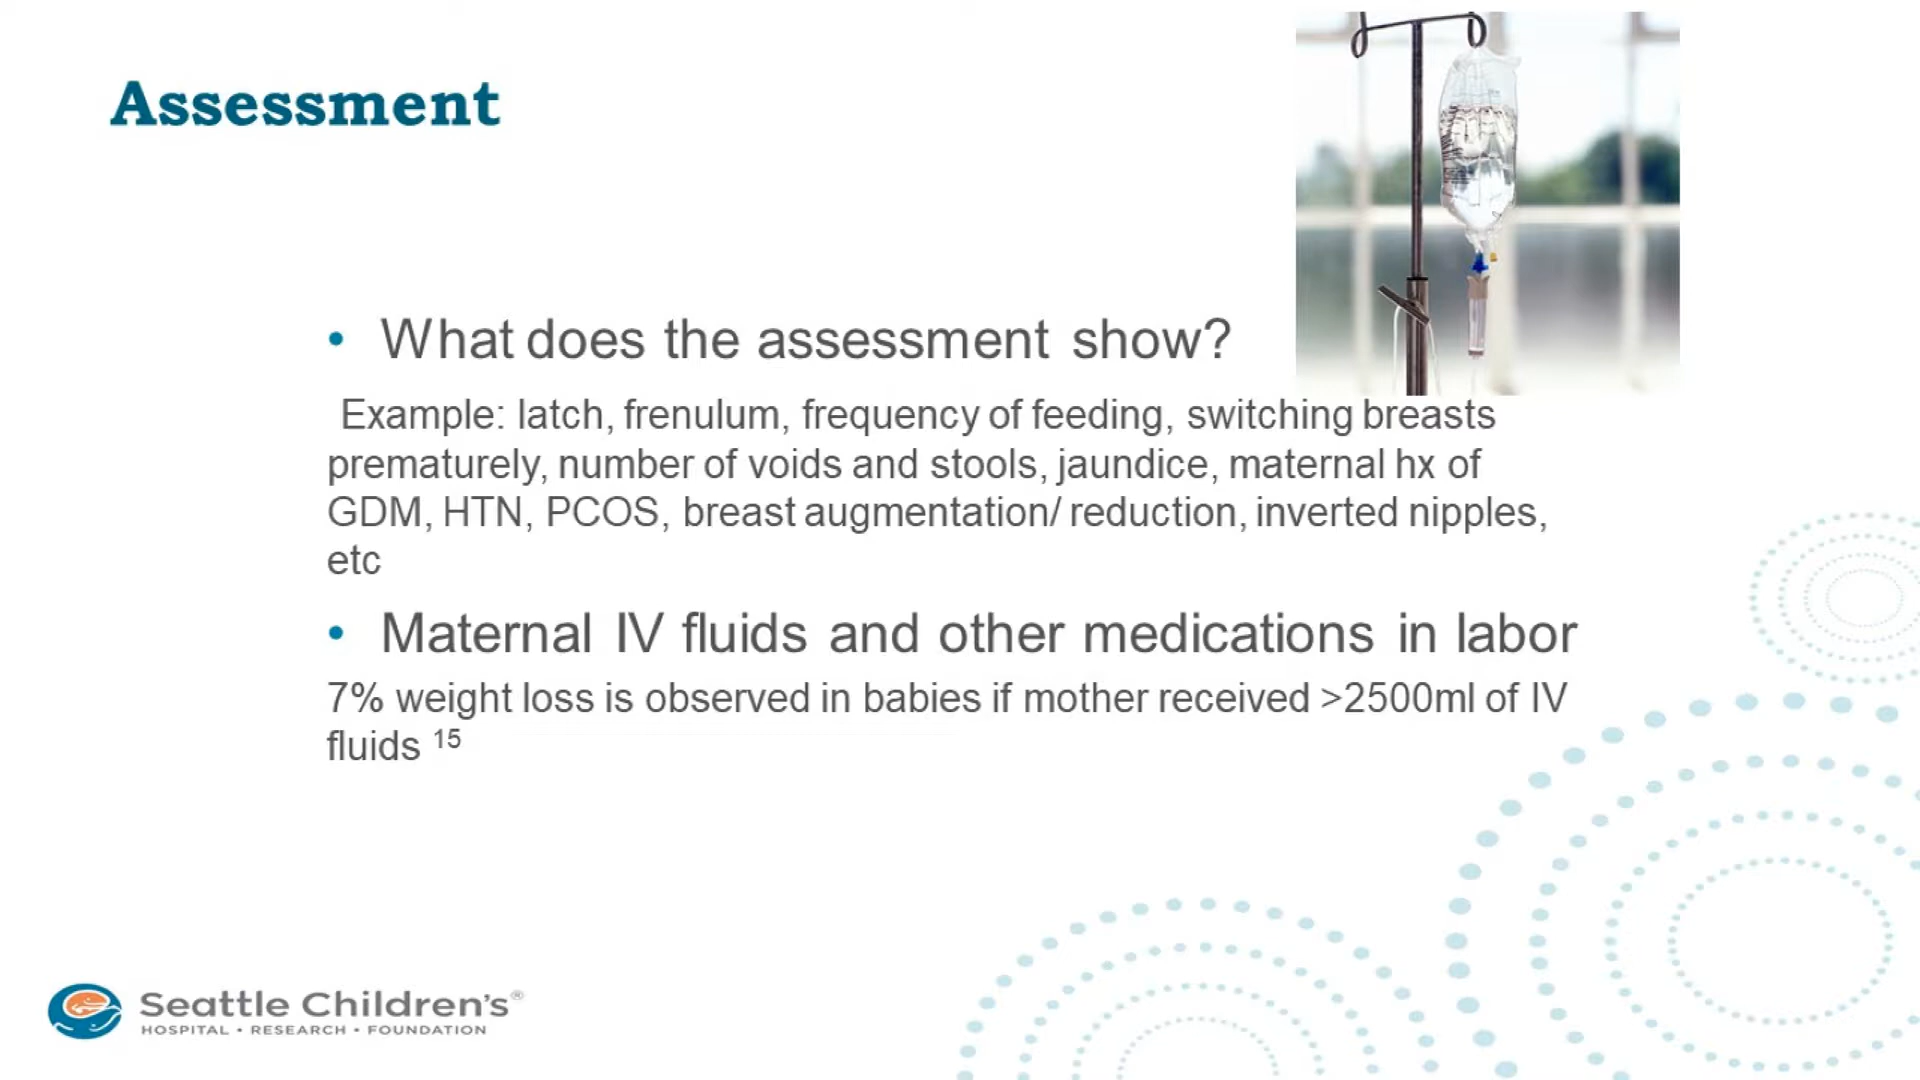 Assessment
• What does the assessment show?
Example: latch, frenulum, frequency of feeding, switching breasts
prematurely, number of voids and stools, jaundice, maternal hx of
GDM, HTN, PCOS, breast augmentation/ reduction, inverted nipples,
etc
• Maternal IV fluids and other medications in labor
7% weight loss is observed in babies if mother received >2500ml of IV
fluids 15
Seattle Children's®
HOSPITAL • RESEARCH • FOUNDATION